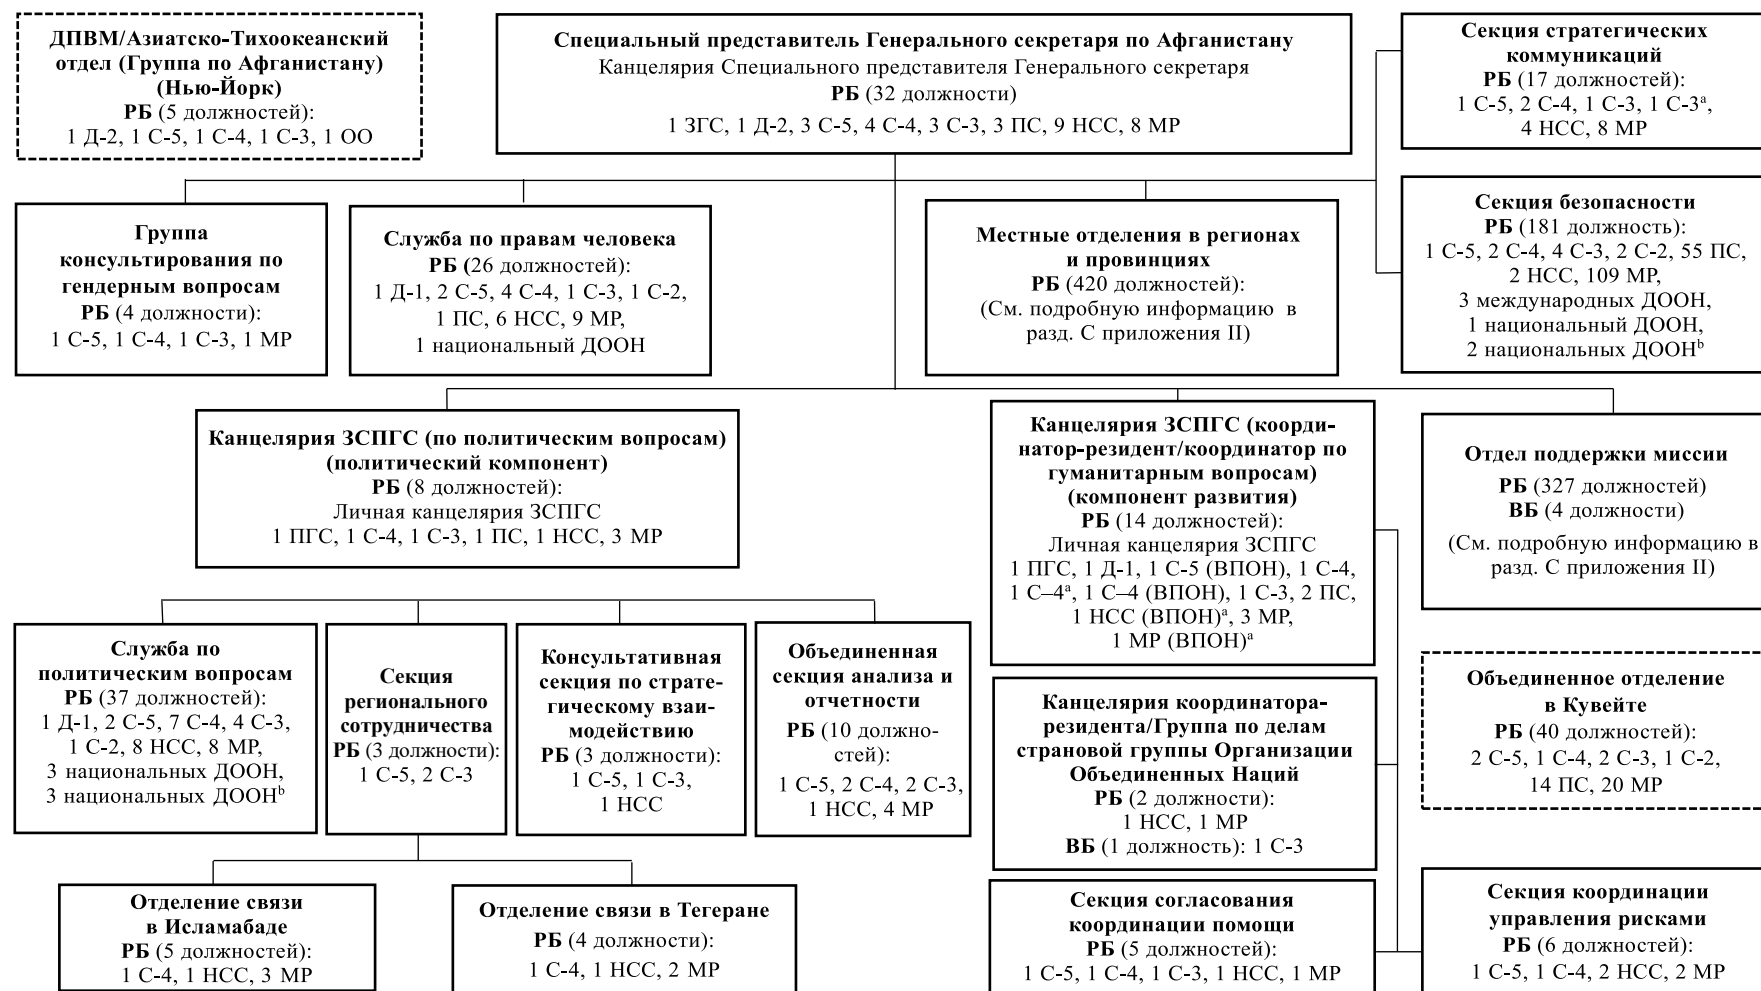 ДПВМ/Азиатско-Тихоокеанский
отдел (Группа по Афганистану)
(Нью-Йорк)
РБ (5 должностей):
1 Д-2, 1 С-5, 1 С-4, 1 С-3, 1 ОО
Специальный представитель Генерального секретаря по Афганистану
Канцелярия Специального представителя Генерального секретаря
РБ (32 должности)
1 ЗГС, 1 Д-2, 3 С-5, 4 С-4, 3 С-3, 3 ПС, 9 НСС, 8 МР
Секция стратегических
коммуникаций
РБ (17 должностей):
1 С-5, 2 С-4, 1 С-3, 1 С-3ᵃ,
4 НСС, 8 МР
Группа
консультирования по
гендерным вопросам
РБ (4 должности):
1 С-5, 1 С-4, 1 С-3, 1 МР
Служба по правам человека
РБ (26 должностей):
1 Д-1, 2 С-5, 4 С-4, 1 С-3, 1 С-2,
1 ПС, 6 НСС, 9 МР,
1 национальный ДООН
Местные отделения в регионах
и провинциях
РБ (420 должностей):
(См. подробную информацию в
разд. С приложения II)
Секция безопасности
РБ (181 должность):
1 С-5, 2 С-4, 4 С-3, 2 С-2, 55 ПС,
2 НСС, 109 МР,
3 международных ДООН,
1 национальный ДООН,
2 национальных ДООНᵇ
Канцелярия ЗСПГС (по политическим вопросам)
(политический компонент)
РБ (8 должностей):
Личная канцелярия ЗСПГС
1 ПГС, 1 С-4, 1 С-3, 1 ПС, 1 НСС, 3 МР
Канцелярия ЗСПГС (коорди-
натор-резидент/координатор по
гуманитарным вопросам)
(компонент развития)
РБ (14 должностей):
Личная канцелярия ЗСПГС
1 ПГС, 1 Д-1, 1 С-5 (ВПОН), 1 С-4,
1 С–4ᵃ, 1 С–4 (ВПОН), 1 С-3, 2 ПС,
1 НСС (ВПОН)ᵃ, 3 МР,
1 МР (ВПОН)ᵃ
Отдел поддержки миссии
РБ (327 должностей)
ВБ (4 должности)
(См. подробную информацию в
разд. С приложения II)
Служба по
политическим вопросам
РБ (37 должностей):
1 Д-1, 2 С-5, 7 С-4, 4 С-3,
1 С-2, 8 НСС, 8 МР,
3 национальных ДООН,
3 национальных ДООНᵇ
Секция
регионального
сотрудничества
РБ (3 должности):
1 С-5, 2 С-3
Консультативная
секция по страте-
гическому взаи-
модействию
РБ (3 должности):
1 С-5, 1 С-3,
1 НСС
Объединенная
секция анализа и
отчетности
РБ (10 должно-
стей):
1 С-5, 2 С-4, 2 С-3,
1 НСС, 4 МР
Канцелярия координатора-
резидента/Группа по делам
страновой группы Организации
Объединенных Наций
РБ (2 должности):
1 НСС, 1 МР
ВБ (1 должность): 1 С-3
Объединенное отделение
в Кувейте
РБ (40 должностей):
2 С-5, 1 С-4, 2 С-3, 1 С-2,
14 ПС, 20 МР
Отделение связи
в Исламабаде
РБ (5 должностей):
1 С-4, 1 НСС, 3 МР
Отделение связи в Тегеране
РБ (4 должности):
1 С-4, 1 НСС, 2 МР
Секция согласования
координации помощи
РБ (5 должностей):
1 С-5, 1 С-4, 1 С-3, 1 НСС, 1 МР
Секция координации
управления рисками
РБ (6 должностей):
1 С-5, 1 С-4, 2 НСС, 2 МР